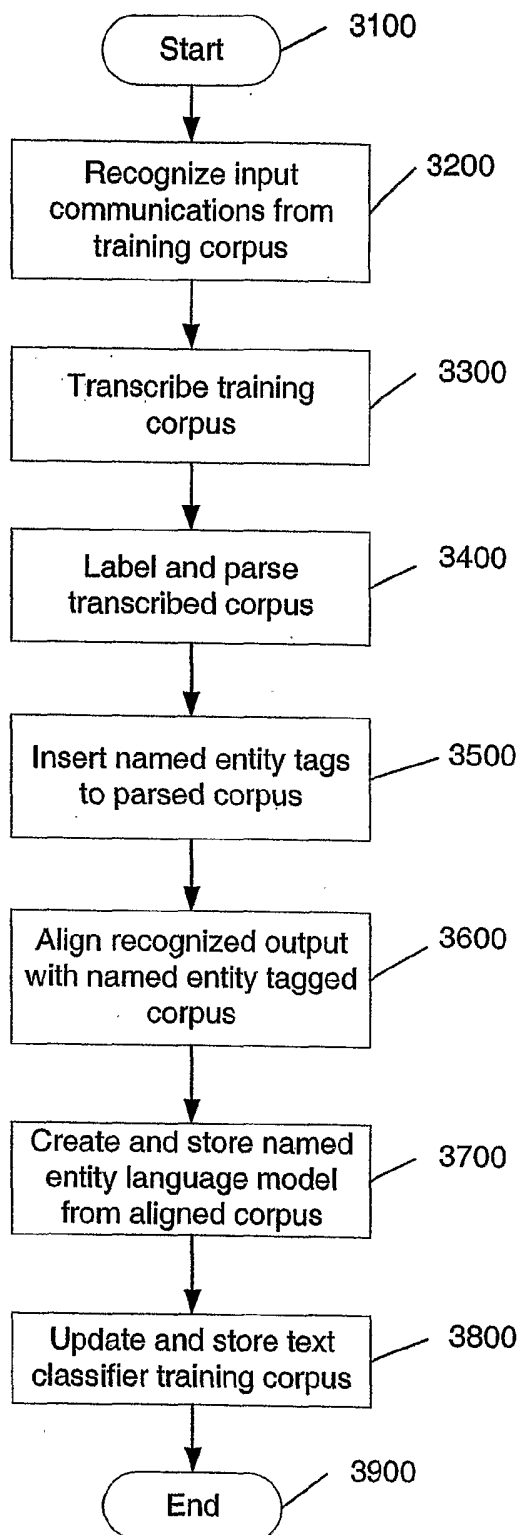 Start
3100
Recognize input
communications from
training corpus
3200
Transcribe training
corpus
3300
Label and parse
transcribed corpus
3400
Insert named entity tags
to parsed corpus
3500
Align recognized output
with named entity tagged
corpus
3600
Create and store named
entity language model
from aligned corpus
3700
Update and store text
classifier training corpus
3800
End
3900